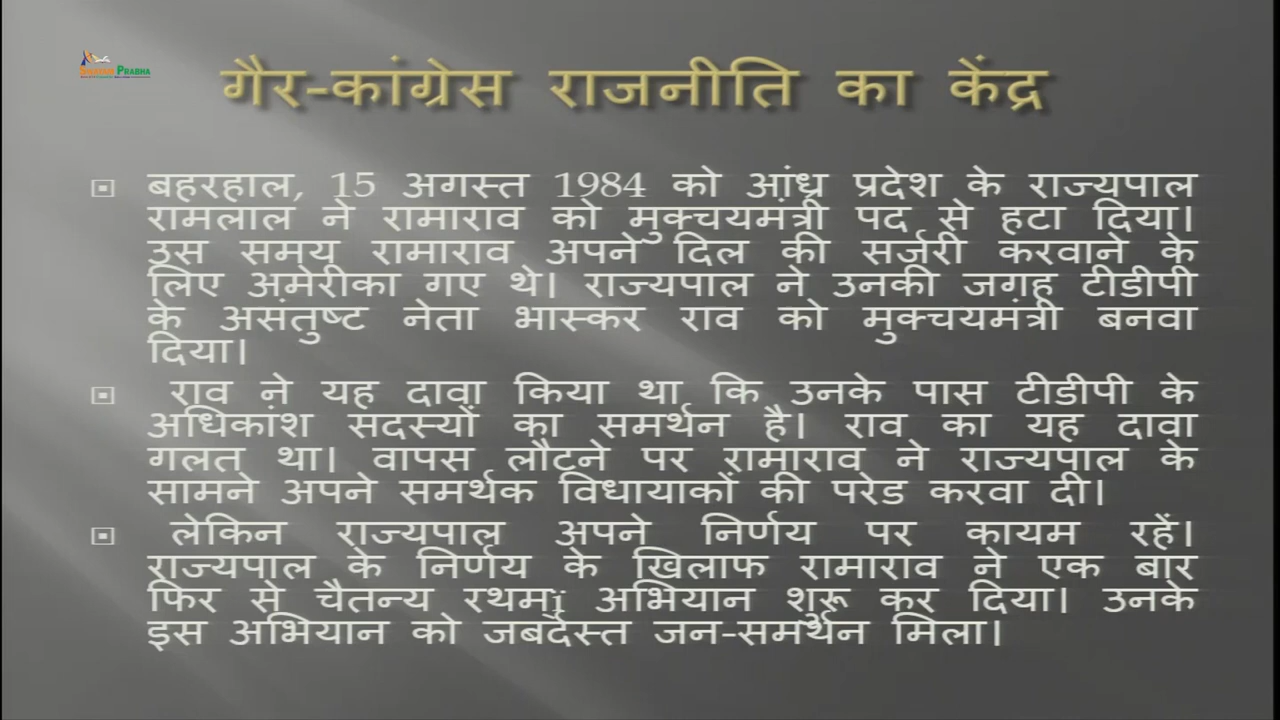 SWAYAM PRABHA
गैर-कांग्रेस राजनीति का केंद्र
बहरहाल, 15 अगस्त 1984 को आंध्र प्रदेश के राज्यपाल
रामलाल ने रामाराव को मुक्चयमंत्री पद से हटा दिया।
उस समय रामाराव अपने दिल की सर्जरी करवाने के
लिए अमेरीका गए थे। राज्यपाल ने उनकी जगह टीडीपी
के असंतुष्ट नेता भास्कर राव को मुक्चयमंत्री बनवा
दिया।
राव ने यह दावा किया था कि उनके पास टीडीपी के
अधिकांश सदस्यों का समर्थन है। राव का यह दावा
गलत था। वापस लौटने पर रामाराव ने राज्यपाल के
सामने अपने समर्थक विधायाकों की परेड करवा दी।
लेकिन राज्यपाल अपने निर्णय पर कायम रहें।
राज्यपाल के निर्णय के खिलाफ रामाराव ने एक बार
फिर से चैतन्य रथमj अभियान शुरू कर दिया। उनके
इस अभियान को जबर्दस्त जन-समर्थन मिला।